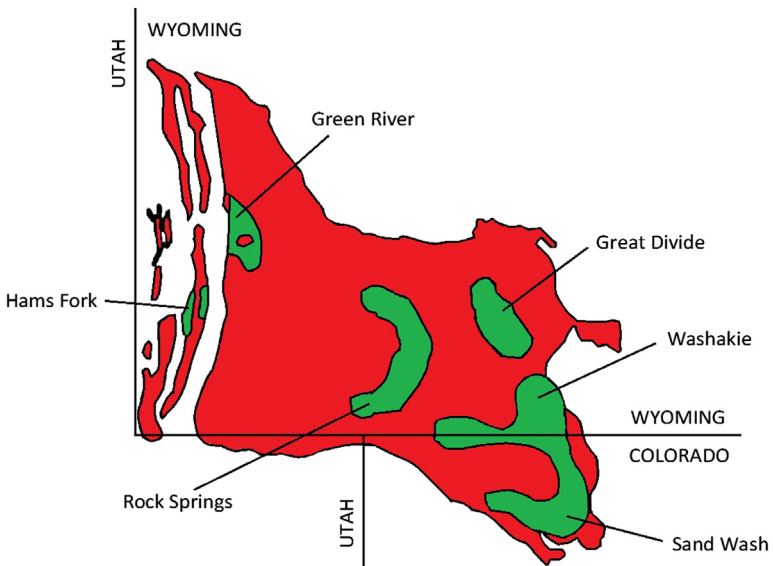 WYOMING
UTAH
Green River
Great Divide
Hams Fork
Washakie
WYOMING
COLORADO
Rock Springs
UTAH
Sand Wash